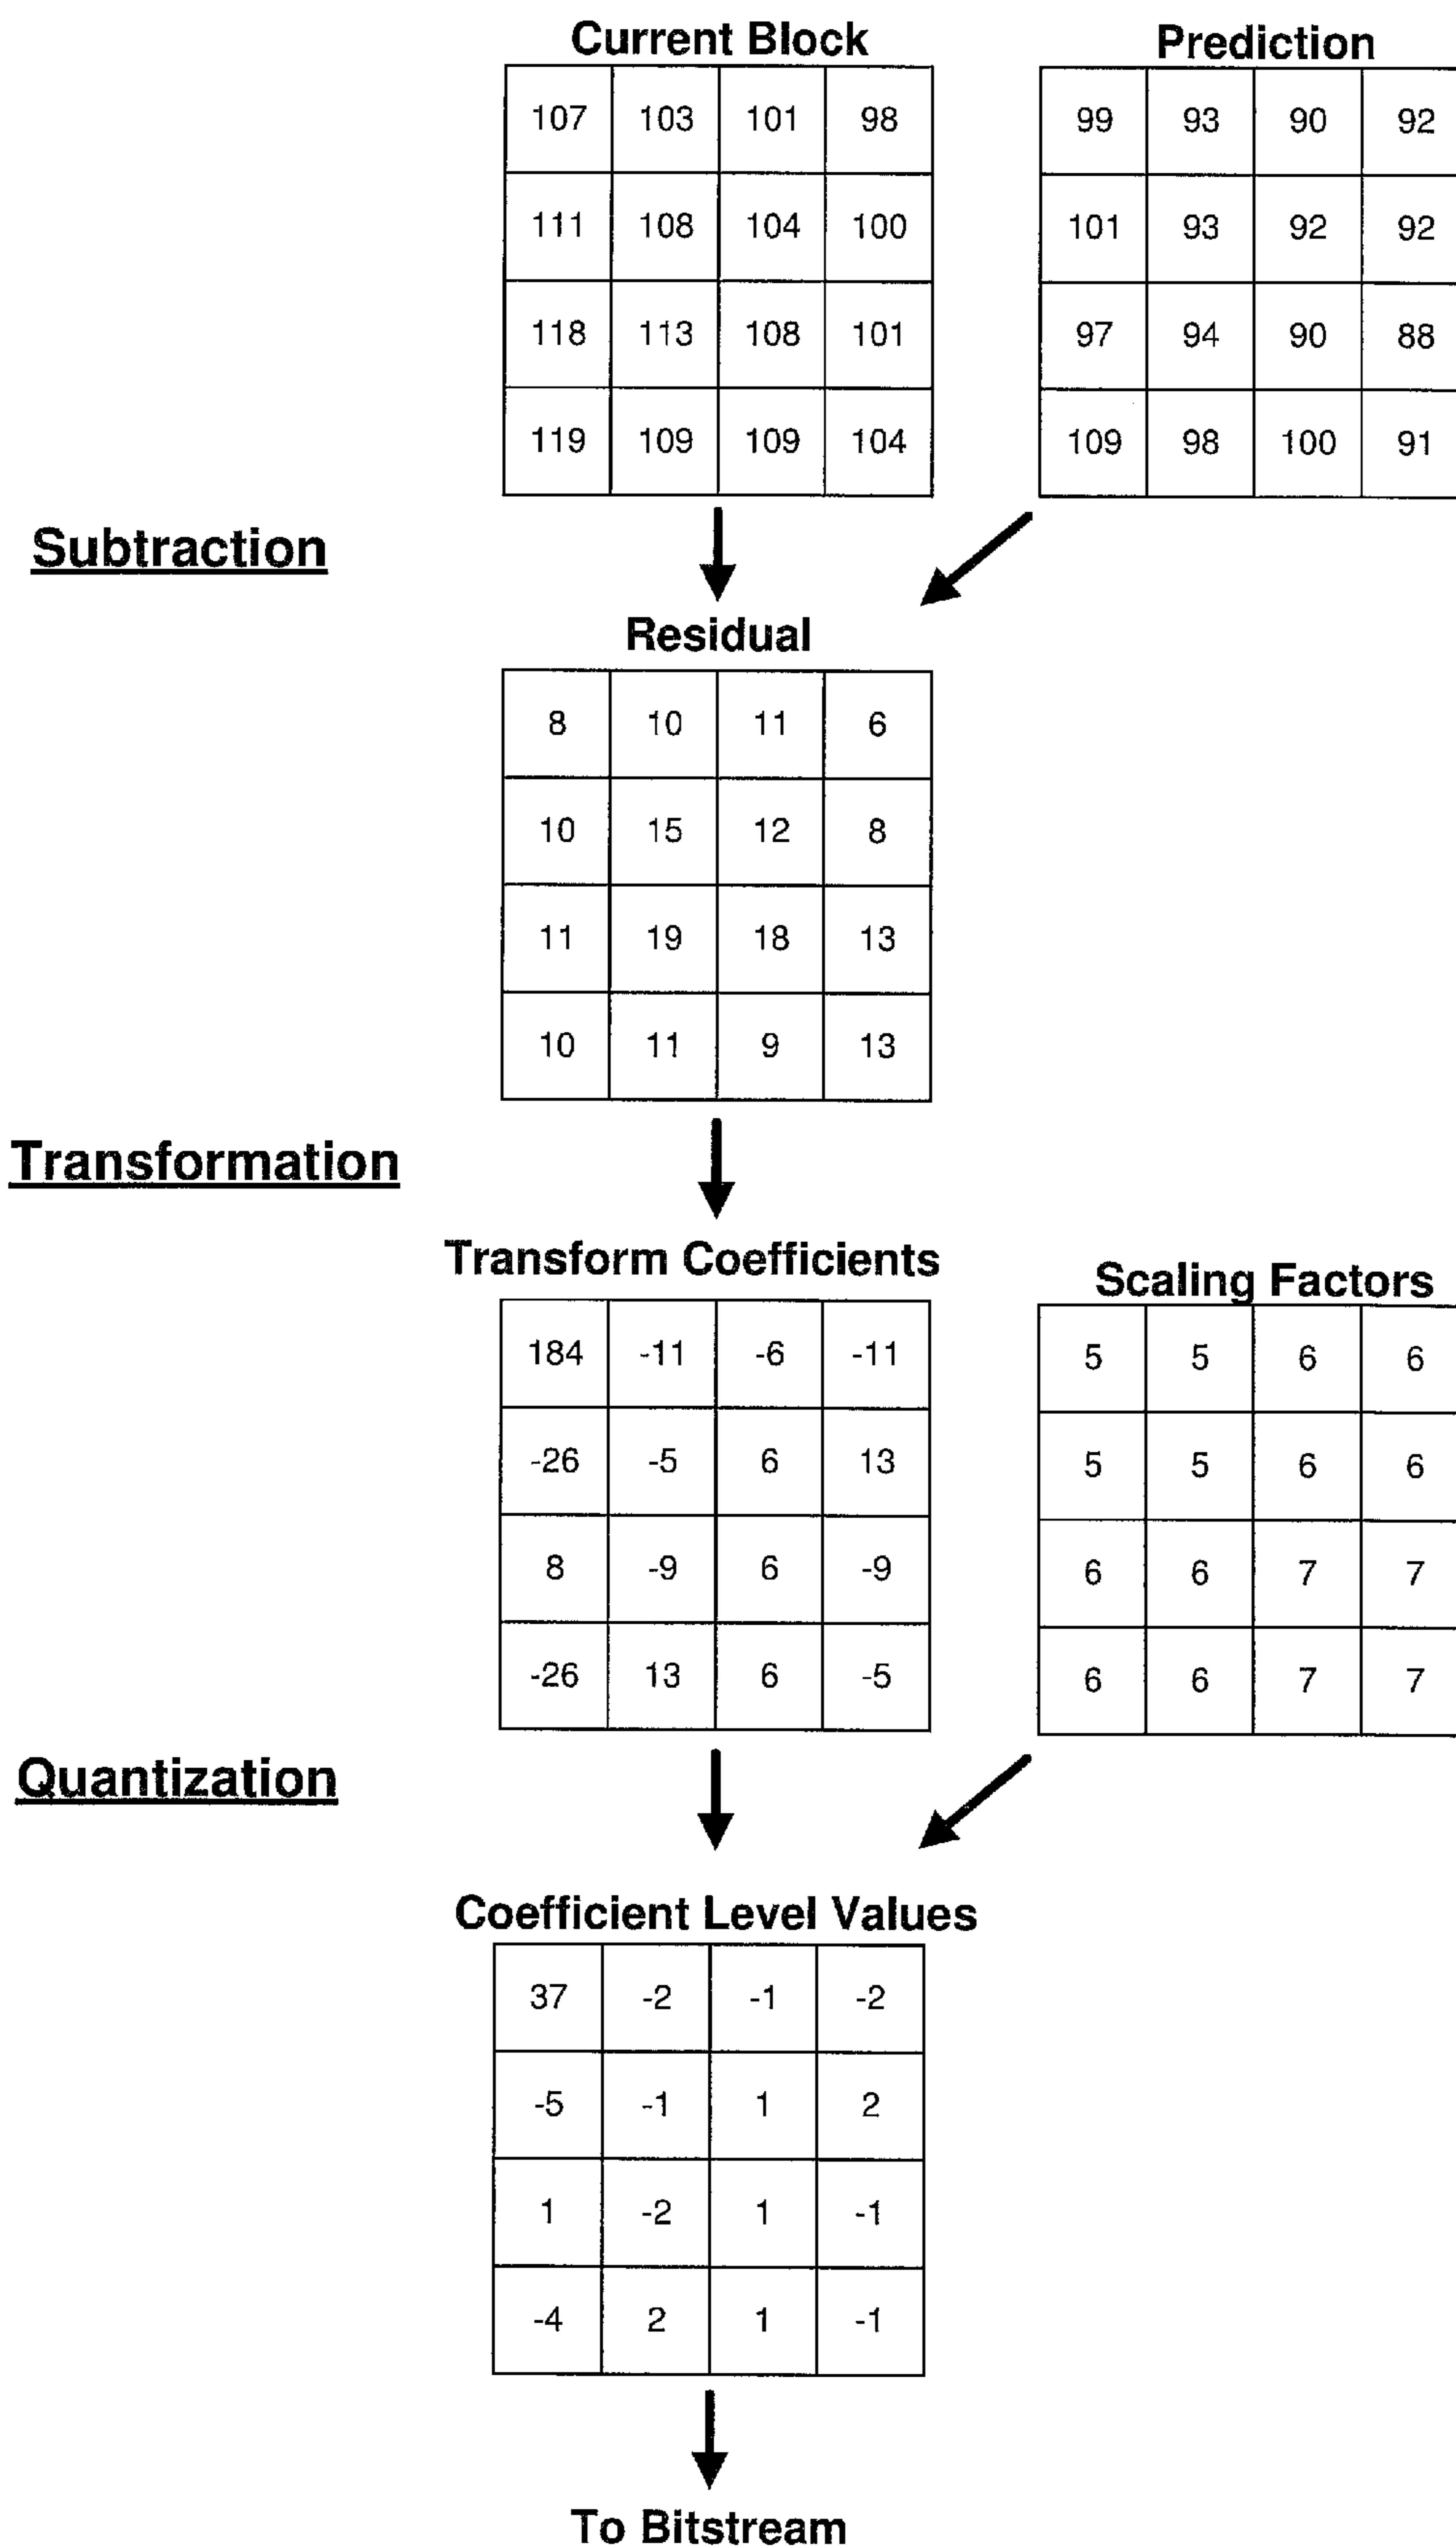 Current Block
Prediction
107 103 101 98
99 93 90 92
111 108 104 100
101 93 92 92
118 113 108 101
97 94 90 88
119 109 109 104
109 98 100 91
Subtraction
Residual
8 10 11 6
10 15 12 8
11 19 18 13
10 11 9 13
Transformation
Transform Coefficients
Scaling Factors
184 -11 -6 -11
5 5 6 6
-26 -5 6 13
5 5 6 6
8 -9 6 -9
6 6 7 7
-26 13 6 -5
6 6 7 7
Quantization
Coefficient Level Values
37 -2 -1 -2
-5 -1 1 2
1 -2 1 -1
-4 2 1 -1
To Bitstream